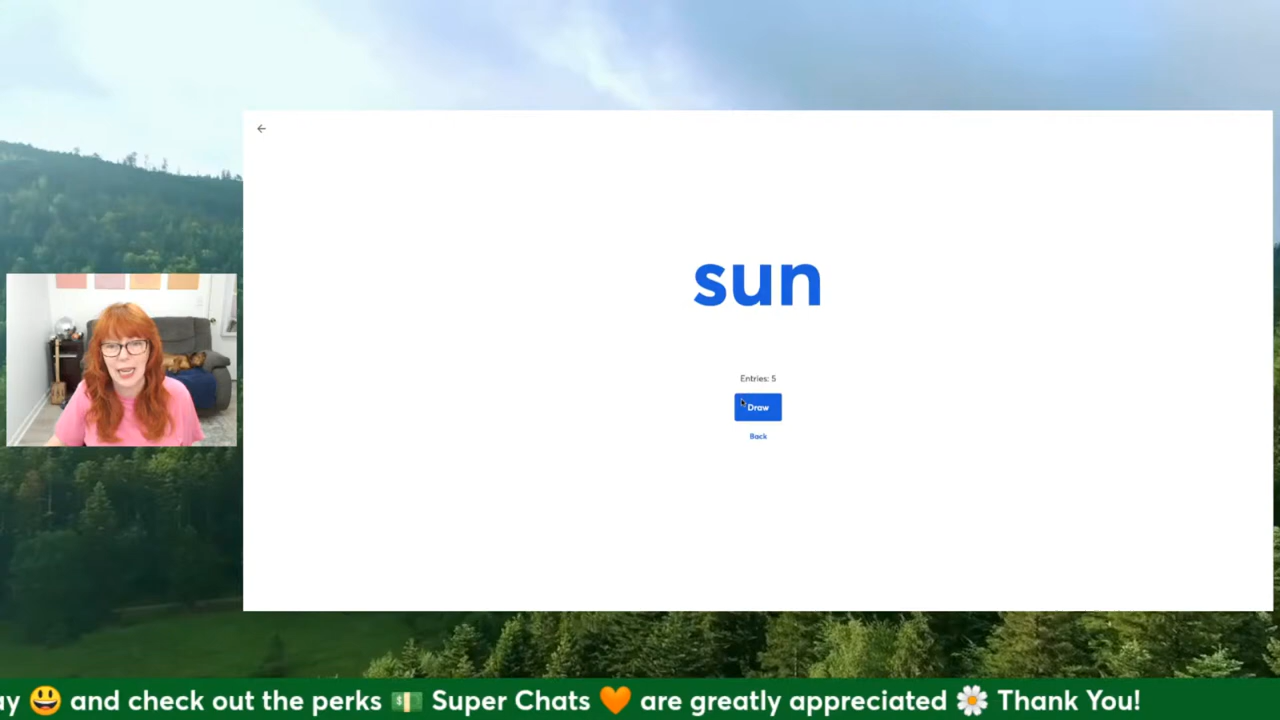 sun
Entries: 5
Draw
Back
ay 😃 and check out the perks 💵 Super Chats 🧡 are greatly appreciated 🌼 Thank You!